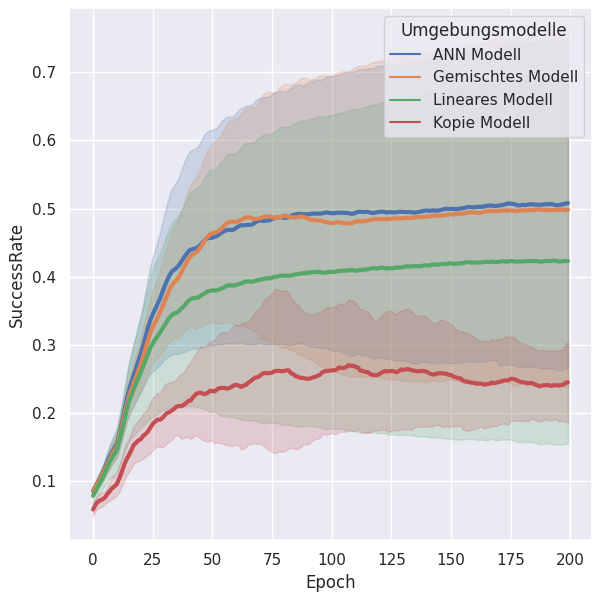 Umgebungsmodelle
ANN Modell
Gemischtes Modell
Lineares Modell
Kopie Modell
0.7
0.6
0.5
0.4
0.3
0.2
0.1
SuccessRate
0 25 50 75 100 125 150 175 200
Epoch